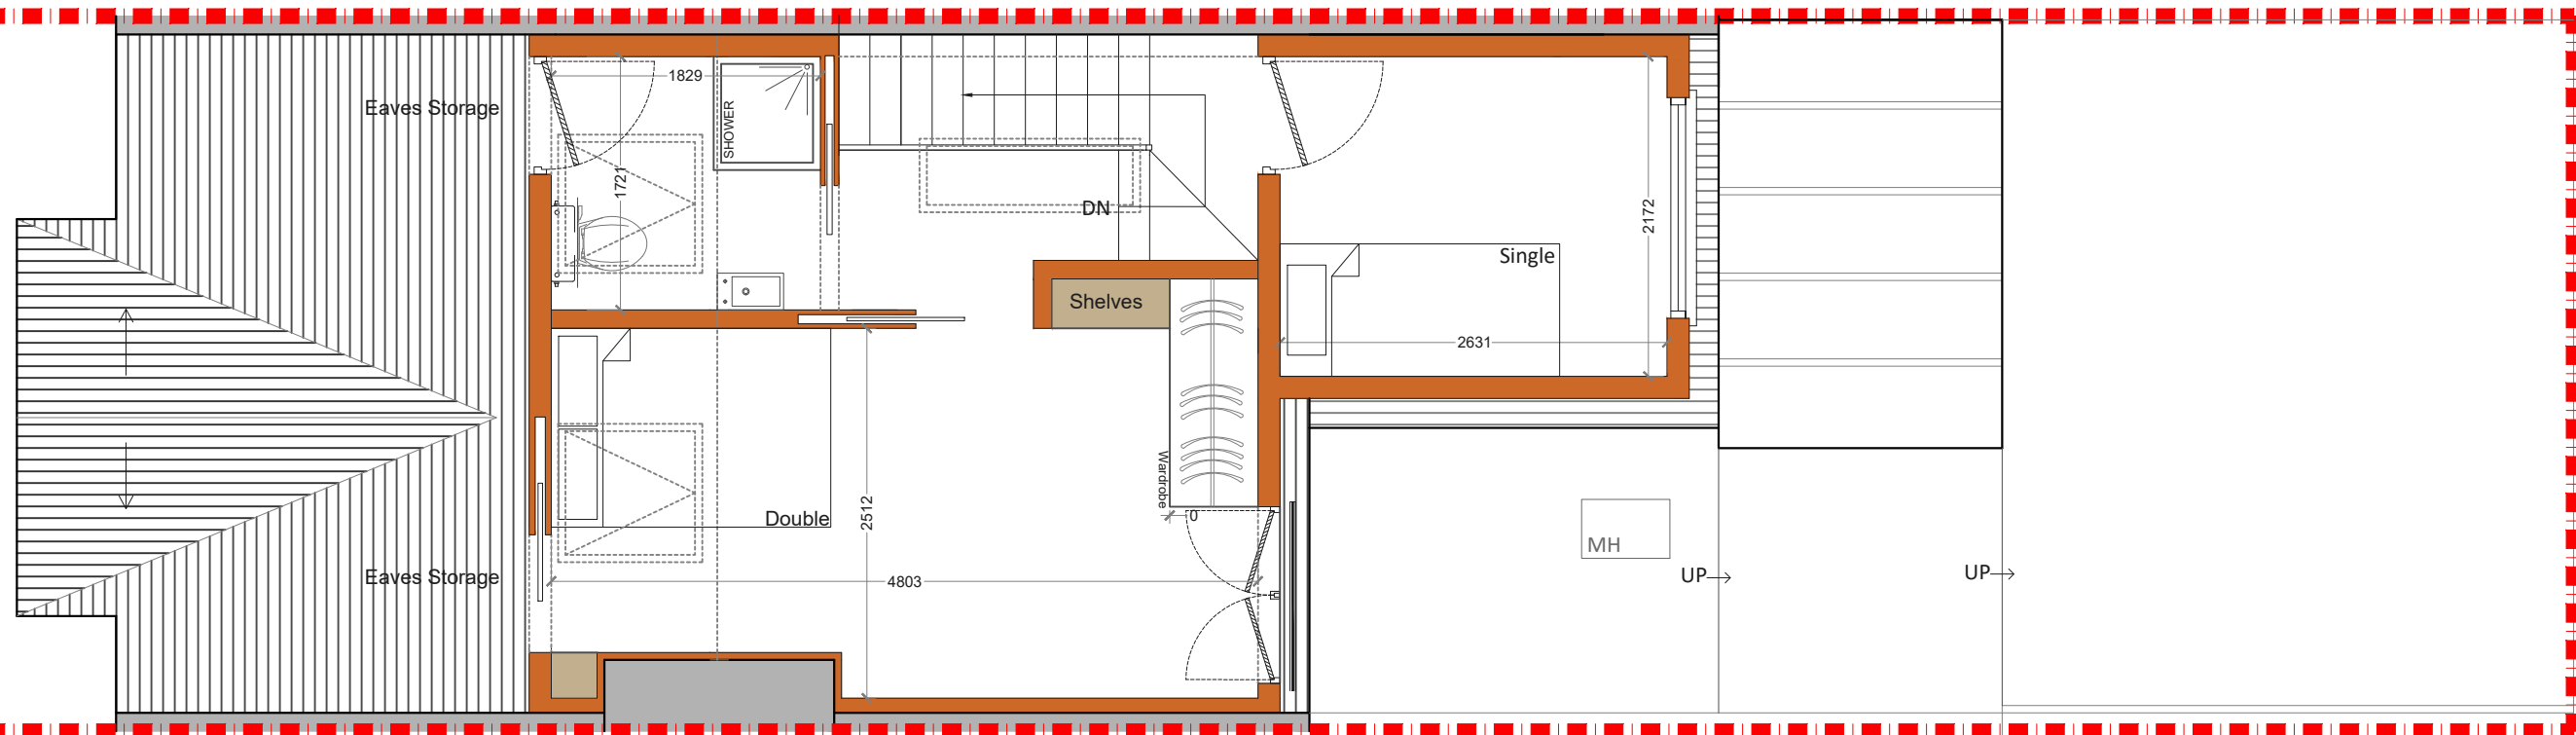 Eaves Storage
1829
SHOWER
1721
DN
2172
Single
Shelves
2631
Wardrobe
0
Double
2512
4803
Eaves Storage
MH
UP
UP